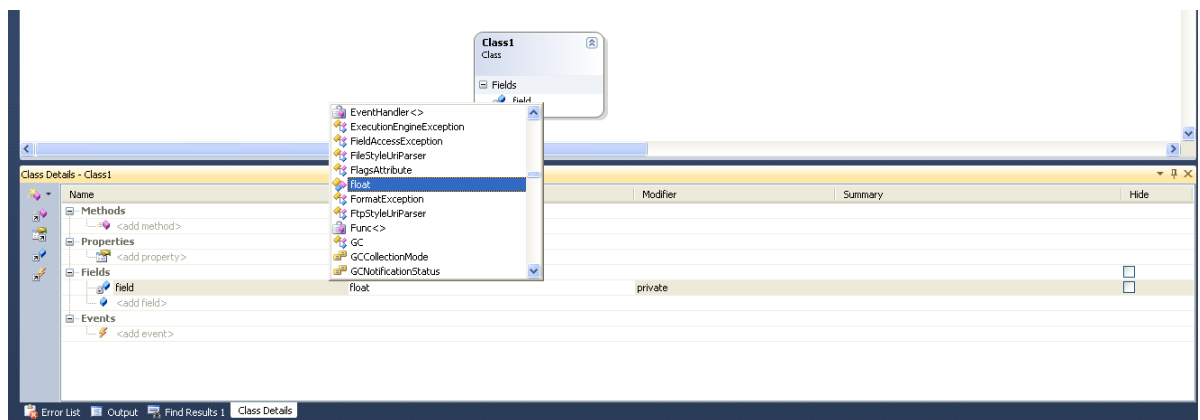 Class1
Class
Fields
field
EventHandler<>
ExecutionEngineException
FieldAccessException
FileStyleUriParser
FlagsAttribute
float
FormatException
FtpStyleUriParser
Func<>
GC
GCCollectionMode
GCNotificationStatus
Class Details - Class1
Name Modifier Summary Hide
Methods
<add method>
Properties
<add property>
Fields
field float private
<add field>
Events
<add event>
Error List Output Find Results 1 Class Details